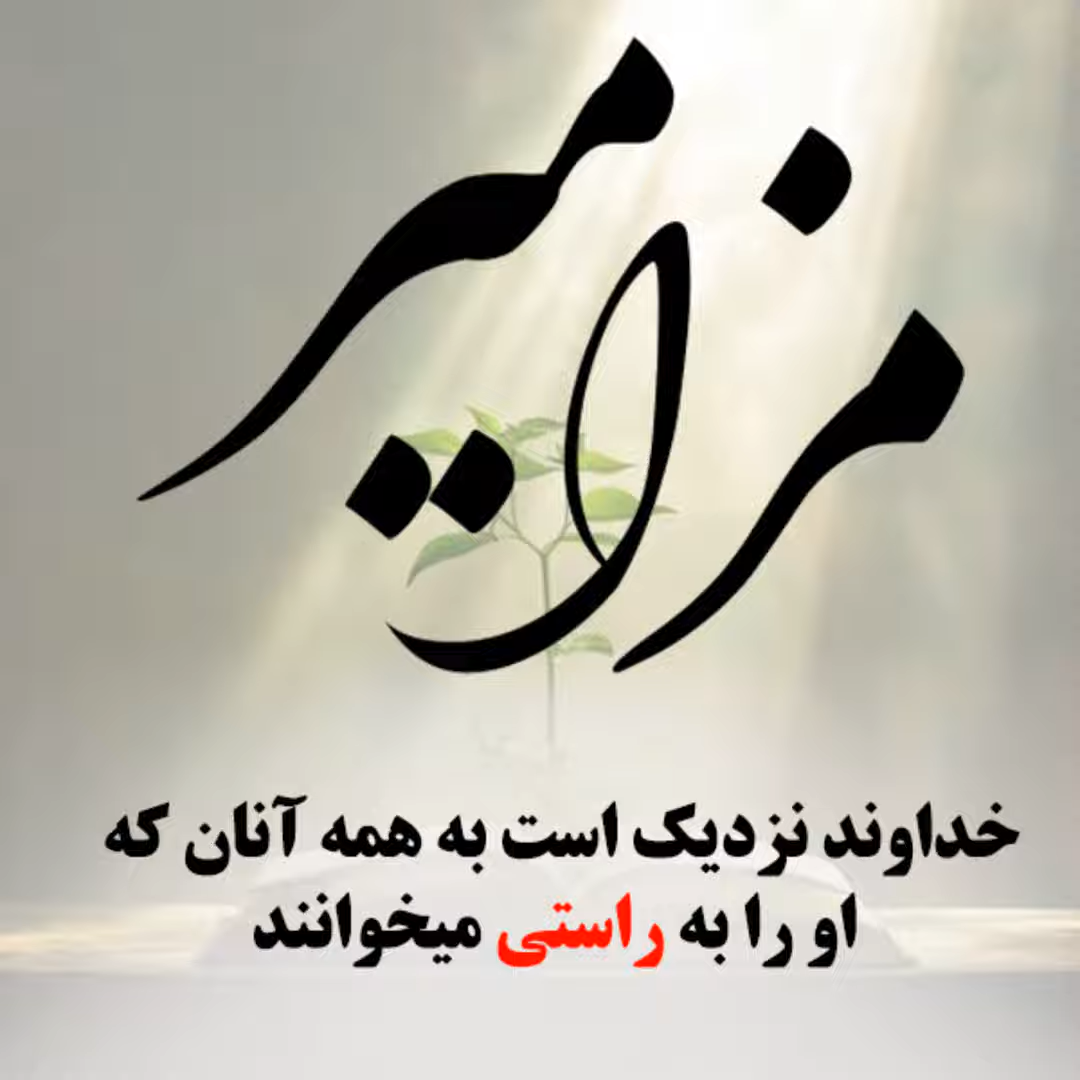 مزامیر
خداوند نزدیک است به همه آنان که
او را به راستی میخوانند